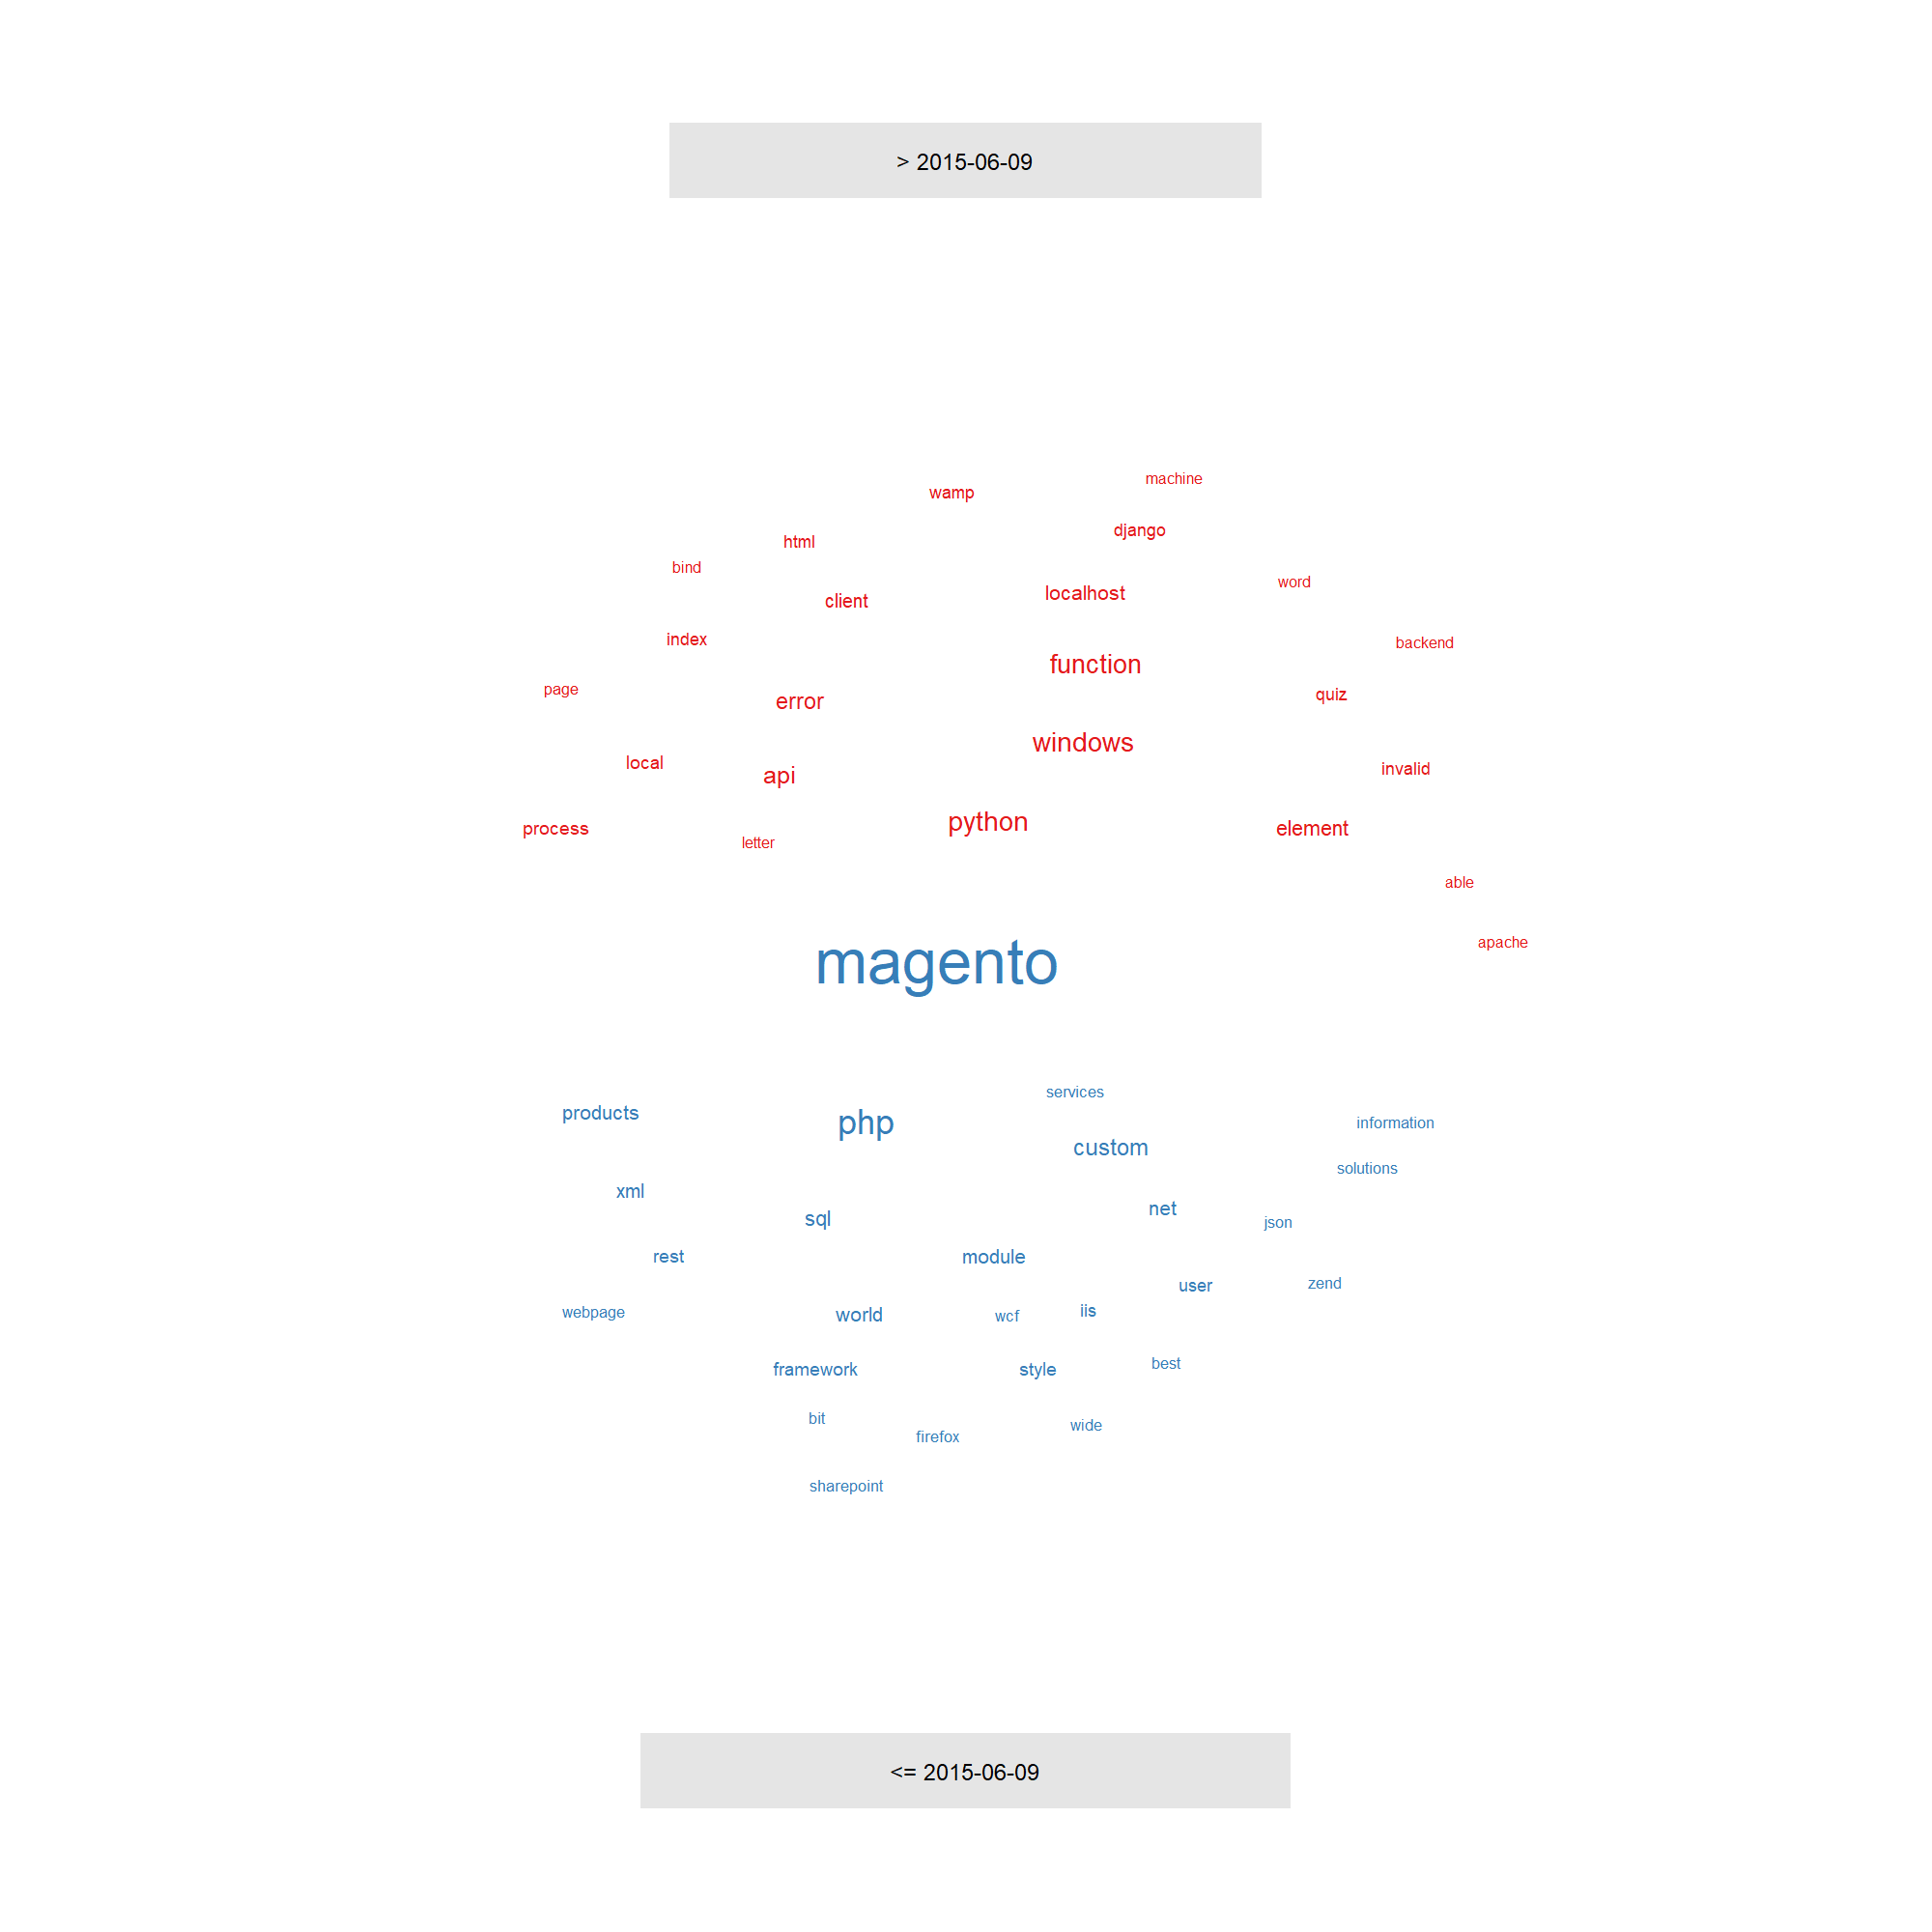 > 2015-06-09
machine
wamp
django
html
bind
word
localhost
client
index
backend
function
page
quiz
error
windows
local
invalid
api
python
process
element
letter
able
apache
magento
services
products
php
information
custom
solutions
xml
net
sql
json
rest
module
zend
user
iis
webpage
world
wcf
best
framework
style
bit
wide
firefox
sharepoint
<= 2015-06-09